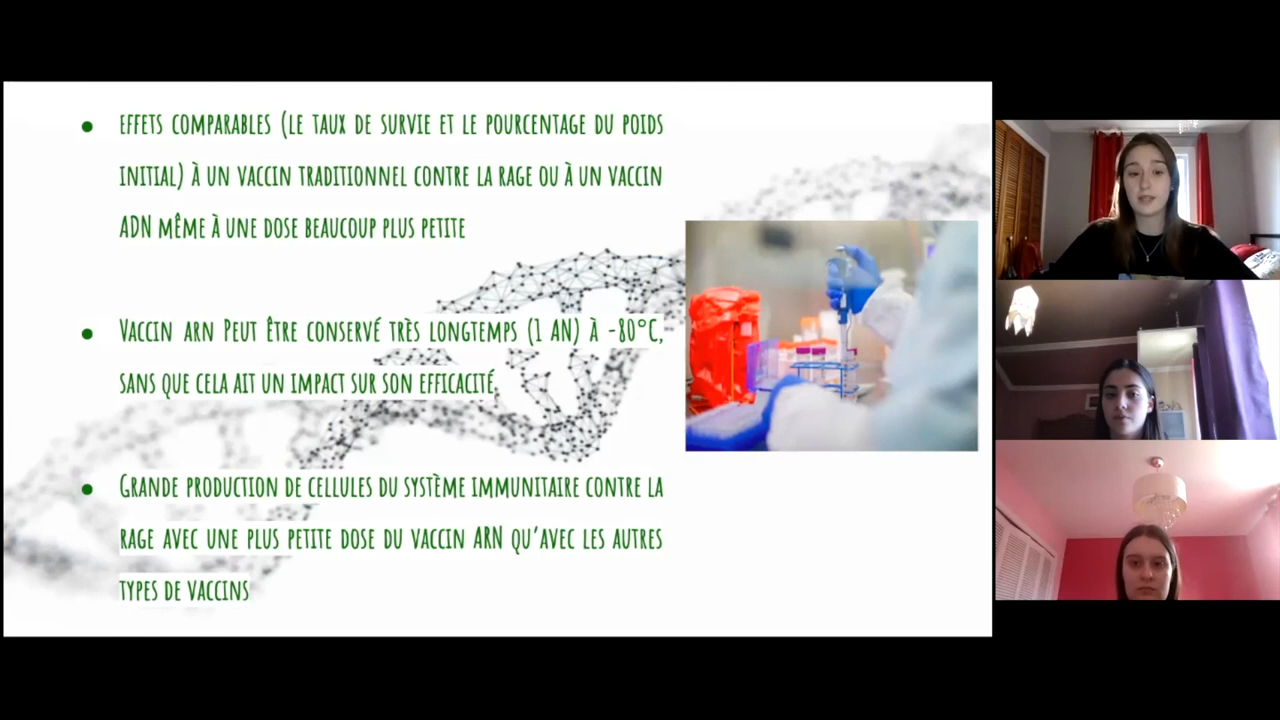 ● EFFETS COMPARABLES (LE TAUX DE SURVIE ET LE POURCENTAGE DU POIDS
INITIAL) À UN VACCIN TRADITIONNEL CONTRE LA RAGE OU À UN VACCIN
ADN MÊME À UNE DOSE BEAUCOUP PLUS PETITE
● VACCIN ARN PEUT ÊTRE CONSERVÉ TRÈS LONGTEMPS (1 AN) À -80°C,
SANS QUE CELA AIT UN IMPACT SUR SON EFFICACITÉ.
● GRANDE PRODUCTION DE CELLULES DU SYSTÈME IMMUNITAIRE CONTRE LA
RAGE AVEC UNE PLUS PETITE DOSE DU VACCIN ARN QU'AVEC LES AUTRES
TYPES DE VACCINS